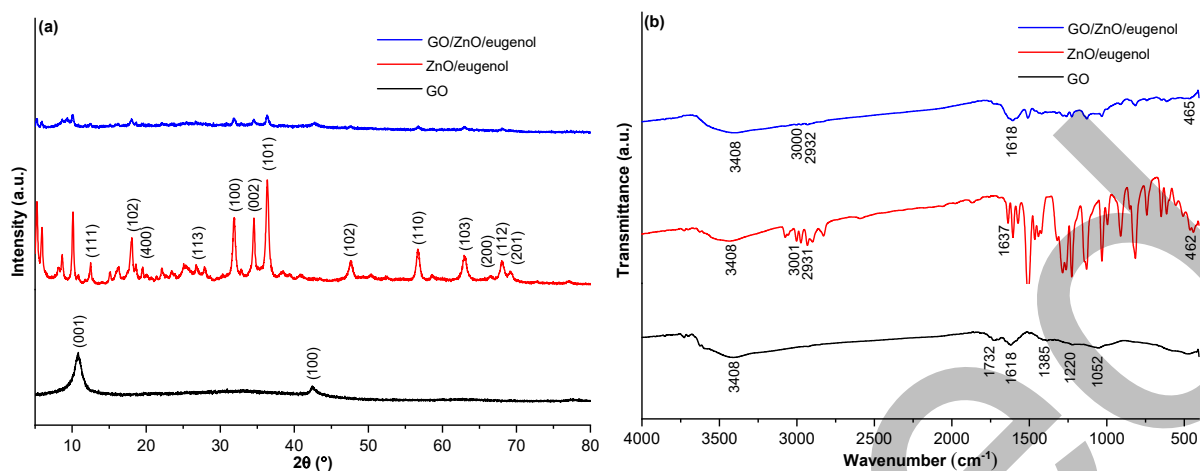 (a)
GO/ZnO/eugenol
ZnO/eugenol
GO
Intensity (a.u.)
(111)
(102)
(400)
(113)
(100)
(002)
(101)
(102)
(110)
(103)
(200)
(112)
(201)
(001)
(100)
10 20 30 40 50 60 70 80
2θ (°)
(b)
GO/ZnO/eugenol
ZnO/eugenol
GO
Transmittance (a.u.)
3408
3000
2932
1618
465
3408
3001
2931
1637
462
3408
1732
1618
1385
1220
1052
4000 3500 3000 2500 2000 1500 1000 500
Wavenumber (cm⁻¹)